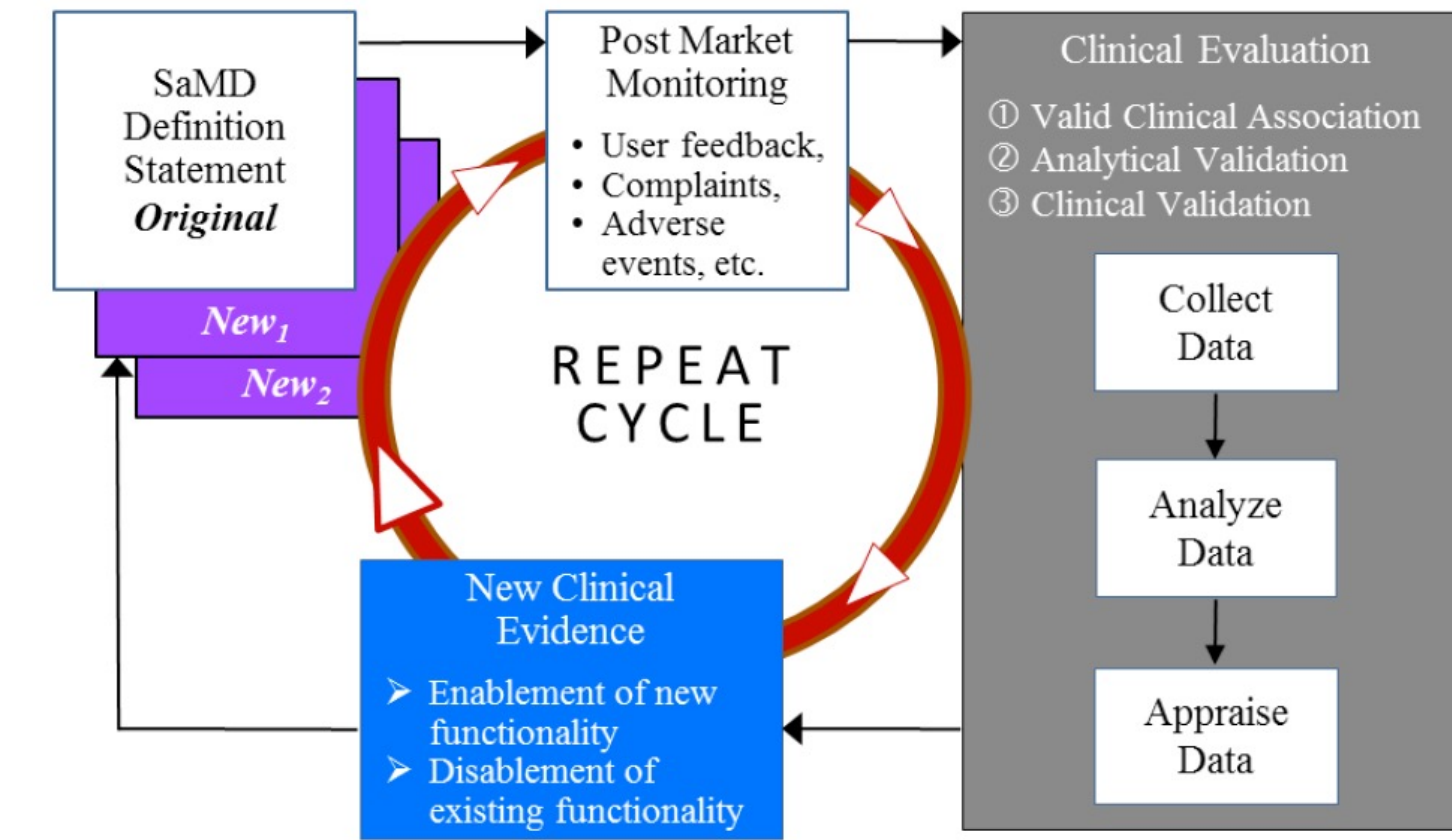 SaMD
Definition
Statement
Original
New₁
New₂
Post Market
Monitoring
• User feedback,
• Complaints,
• Adverse
events, etc.
REPEAT
CYCLE
Clinical Evaluation
① Valid Clinical Association
② Analytical Validation
③ Clinical Validation
Collect
Data
Analyze
Data
Appraise
Data
New Clinical
Evidence
➢ Enablement of new
functionality
➢ Disablement of
existing functionality